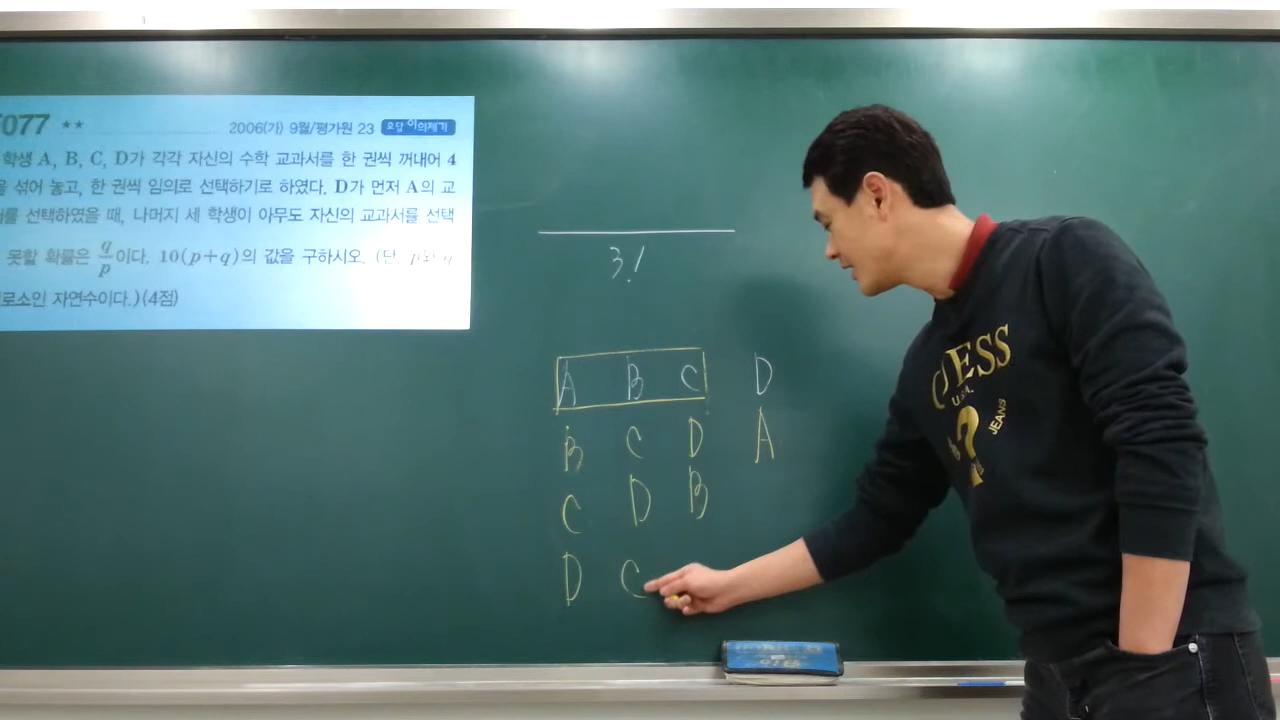 077 ★★ 2006(가) 9월/평가원 23 오답 이의제기
학생 A, B, C, D가 각각 자신의 수학 교과서를 한 권씩 꺼내어 4
섞어 놓고, 한 권씩 임의로 선택하기로 하였다. D가 먼저 A의 교
를 선택하였을 때, 나머지 세 학생이 아무도 자신의 교과서를 선택
못할 확률은 q/p이다. 10(p+q)의 값을 구하시오. (단, p와 q
로소인 자연수이다.) (4점)
3!
A B C D
B C D A
C D B
D C
GUESS
U.S.A.
?
JEANS